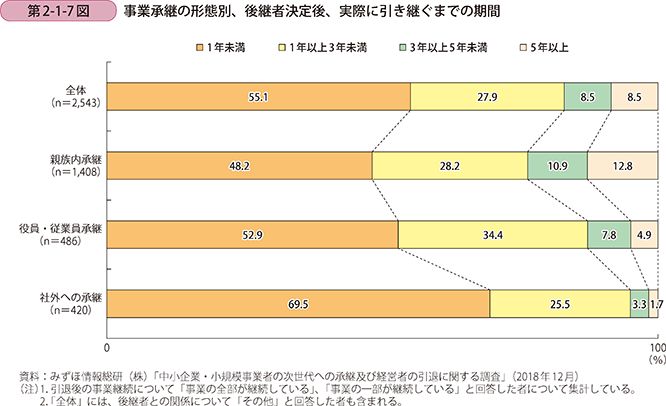 第2-1-7図 事業承継の形態別、後継者決定後、実際に引き継ぐまでの期間
1年未満 1年以上3年未満 3年以上5年未満 5年以上
全体
(n=2,543)
55.1 27.9 8.5 8.5
親族内承継
(n=1,408)
48.2 28.2 10.9 12.8
役員・従業員承継
(n=486)
52.9 34.4 7.8 4.9
社外への承継
(n=420)
69.5 25.5 3.3 1.7
0 100
(%)
資料:みずほ情報総研(株)「中小企業・小規模事業者の次世代への承継及び経営者の引退に関する調査」(2018年12月)
(注)1.引退後の事業継続について「事業の全部が継続している」、「事業の一部が継続している」と回答した者について集計している。
2.「全体」には、後継者との関係について「その他」と回答した者も含まれる。